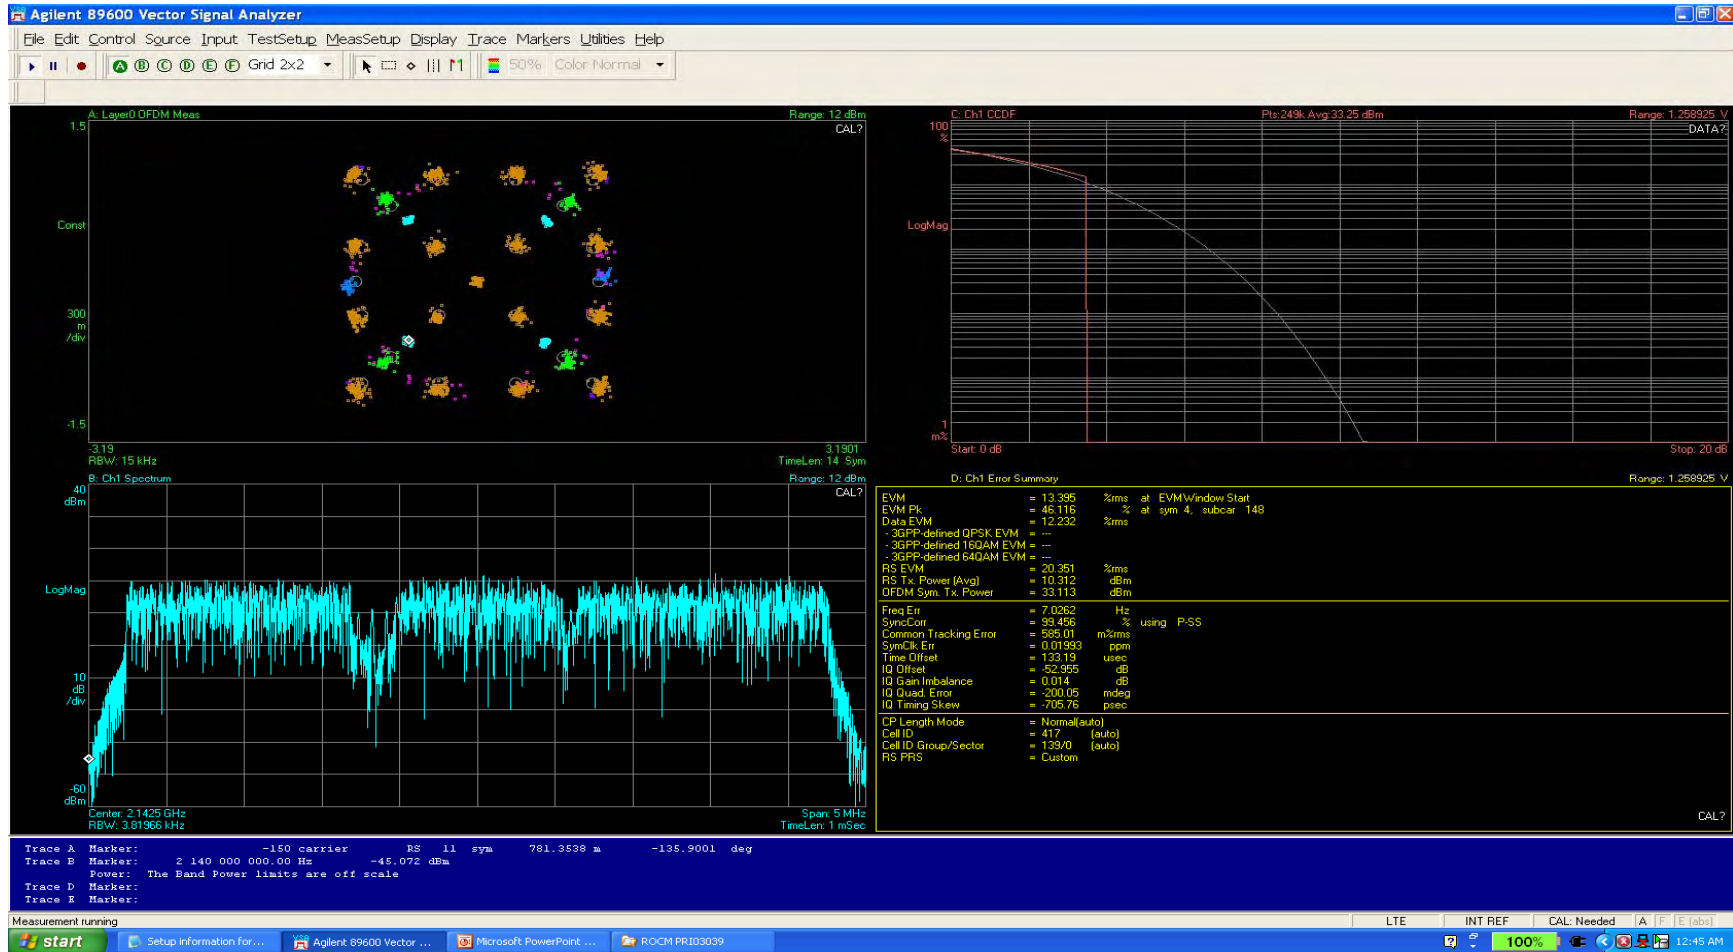 Agilent 89600 Vector Signal Analyzer
File Edit Control Source Input TestSetup MeasSetup Display Trace Markers Utilities Help
A B C D E F Grid 2x2 50% Color Normal
A: Layer0 OFDM Meas Range: 12 dBm
CAL?
1.5
Const
300
m
/div
-1.5
-3.19 3.1901
RBW: 15 kHz TimeLen: 14 Sym
C: Ch1 CCDF Pts:249k Avg:33.25 dBm Range: 1.258925 V
DATA?
100
%
LogMag
1
m%
Start: 0 dB Stop: 20 dB
B: Ch1 Spectrum Range: 12 dBm
CAL?
40
dBm
LogMag
10
dB
/div
-60
dBm
Center: 2.1425 GHz Span: 5 MHz
RBW: 3.81966 kHz TimeLen: 1 mSec
D: Ch1 Error Summary Range: 1.258925 V
EVM = 13.395 %rms at EVMWindow Start
EVM Pk = 46.116 % at sym 4, subcar 148
Data EVM = 12.232 %rms
- 3GPP-defined QPSK EVM = ---
- 3GPP-defined 16QAM EVM = ---
- 3GPP-defined 64QAM EVM = ---
RS EVM = 20.351 %rms
RS Tx. Power (Avg) = 10.312 dBm
OFDM Sym. Tx. Power = 33.113 dBm
Freq Err = 7.0262 Hz
SyncCorr = 99.456 % using P-SS
Common Tracking Error = 585.01 m%rms
SymClk Err = 0.01993 ppm
Time Offset = 133.19 usec
IQ Offset = -52.955 dB
IQ Gain Imbalance = 0.014 dB
IQ Quad. Error = -200.05 mdeg
IQ Timing Skew = -705.76 psec
CP Length Mode = Normal(auto)
Cell ID = 417 (auto)
Cell ID Group/Sector = 139/0 (auto)
RS PRS = Custom
CAL?
Trace A Marker: -150 carrier RS 11 sym 781.3538 m -135.9001 deg
Trace B Marker: 2 140 000 000.00 Hz -45.072 dBm
Power: The Band Power limits are off scale
Trace D Marker:
Trace E Marker:
Measurement running LTE INT REF CAL: Needed A F E (abs)
start Setup information for... Agilent 89600 Vector ... Microsoft PowerPoint ... ROCM PRI03039 100% 12:45 AM